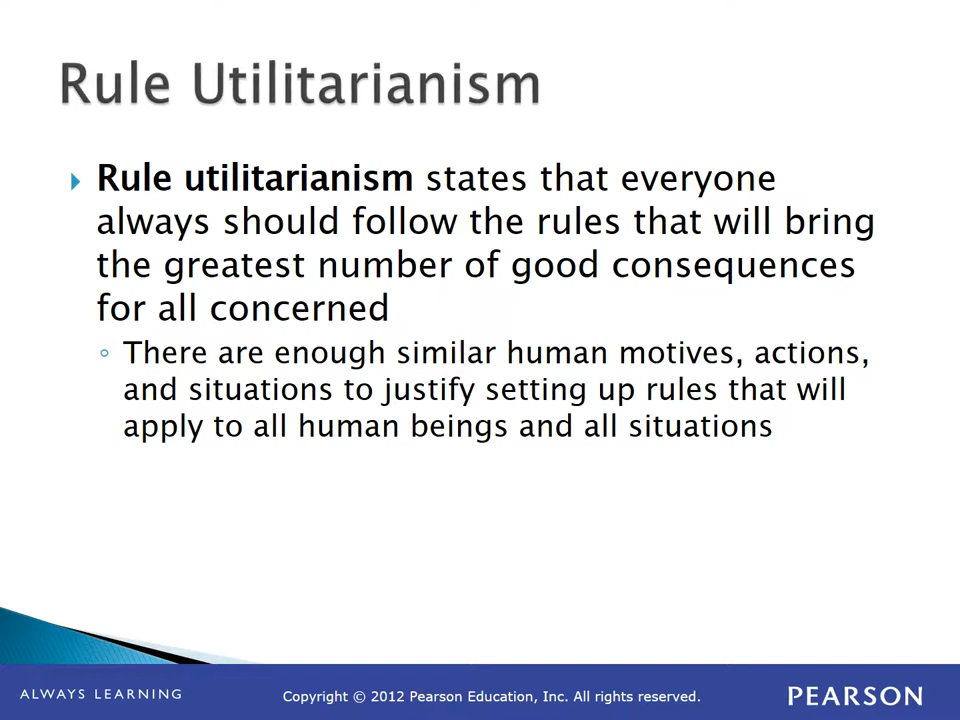 Rule Utilitarianism
Rule utilitarianism states that everyone
always should follow the rules that will bring
the greatest number of good consequences
for all concerned
There are enough similar human motives, actions,
and situations to justify setting up rules that will
apply to all human beings and all situations
ALWAYS LEARNING
Copyright © 2012 Pearson Education, Inc. All rights reserved.
PEARSON